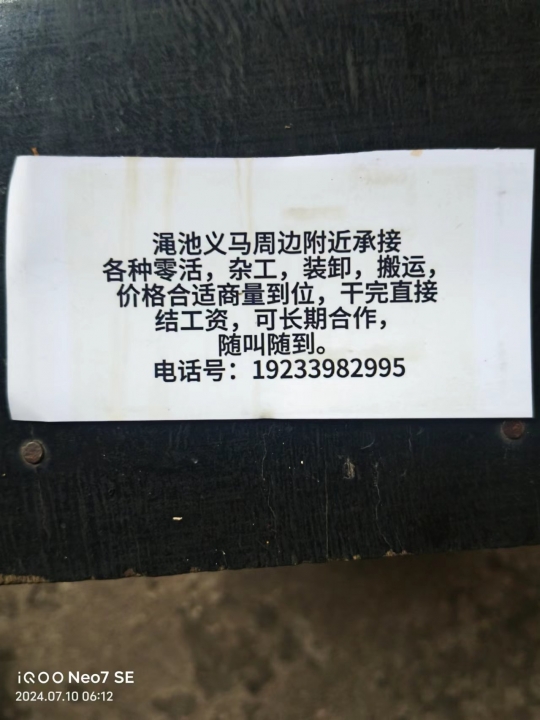 渑池义马周边附近承接
各种零活，杂工，装卸，搬运，
价格合适商量到位，干完直接
结工资，可长期合作，
随叫随到。
电话号：19233982995
iQOO Neo7 SE
2024.07.10 06:12